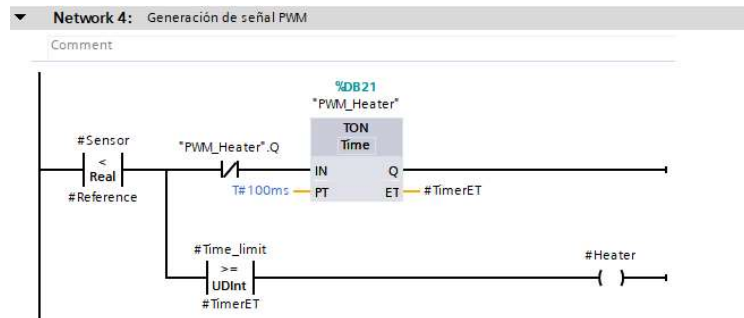 Network 4: Generación de señal PWM
Comment
%DB21
"PWM_Heater"
TON
Time
#Sensor
<
Real
#Reference
"PWM_Heater".Q
IN
Q
T#100ms
PT
ET
#TimerET
#Time_limit
>=
UDInt
#TimerET
#Heater